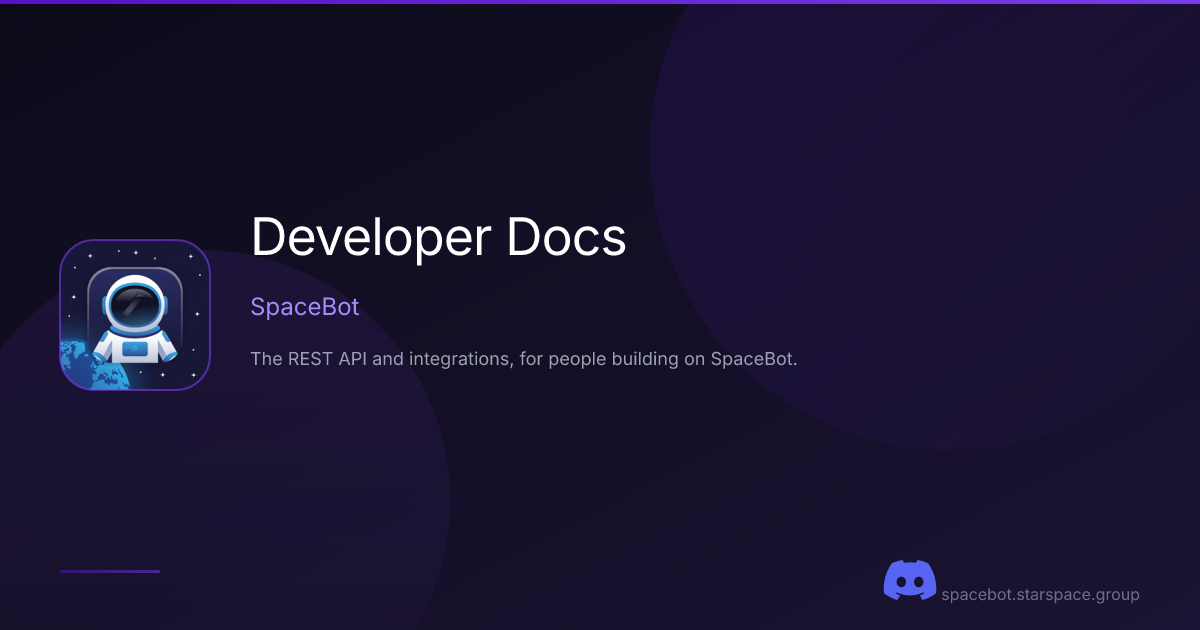 Developer Docs
SpaceBot
The REST API and integrations, for people building on SpaceBot.
spacebot.starspace.group